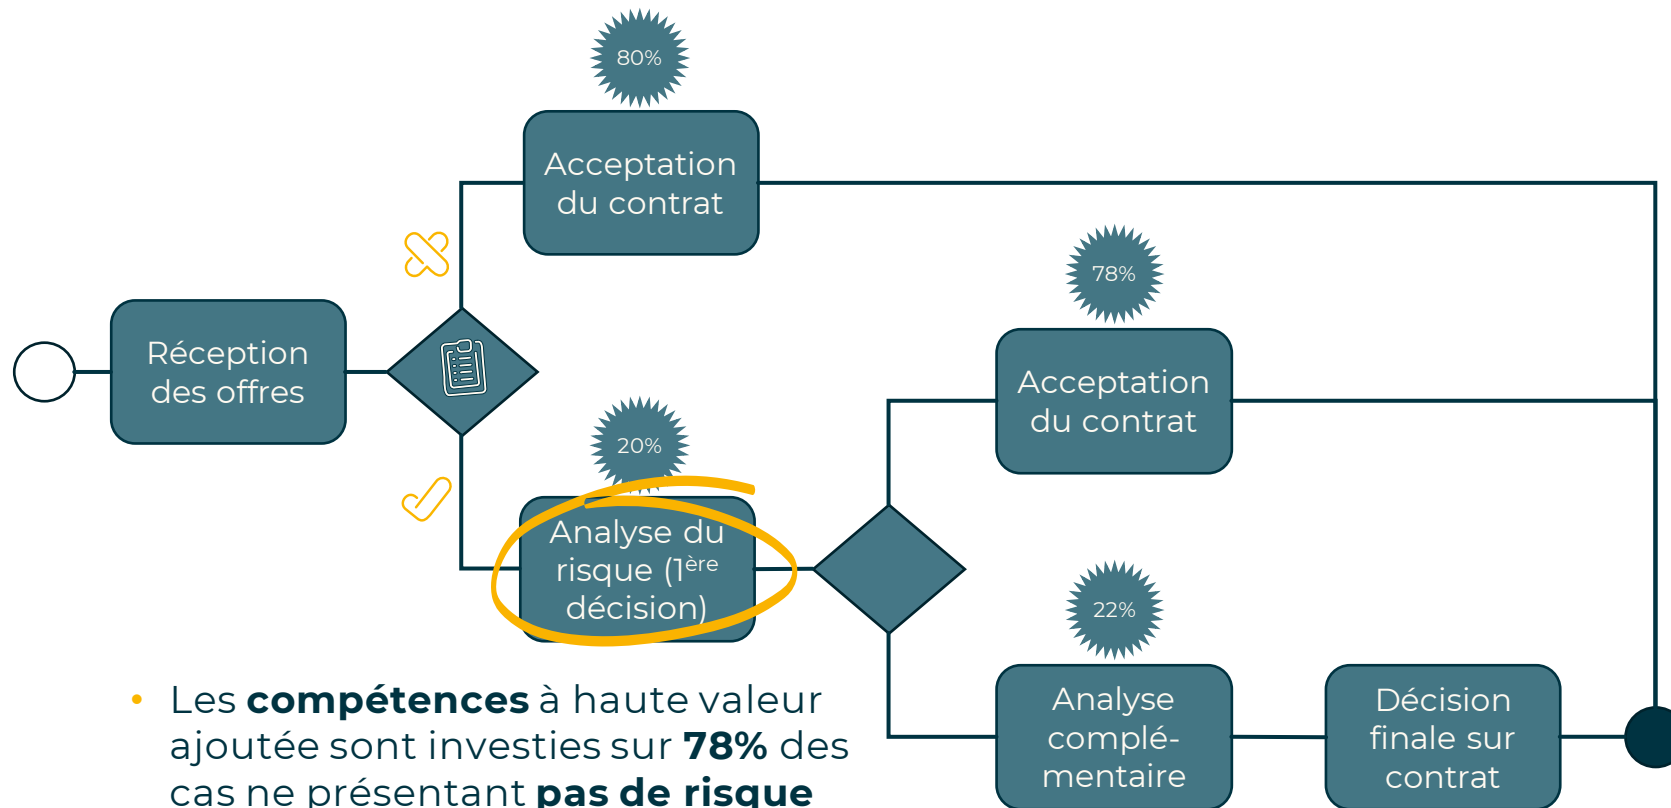 80%
Acceptation
du contrat
78%
Réception
des offres
Acceptation
du contrat
20%
Analyse du
risque (1ère
décision)
22%
Les compétences à haute valeur
ajoutée sont investies sur 78% des
cas ne présentant pas de risque
Analyse
complé-
mentaire
Décision
finale sur
contrat